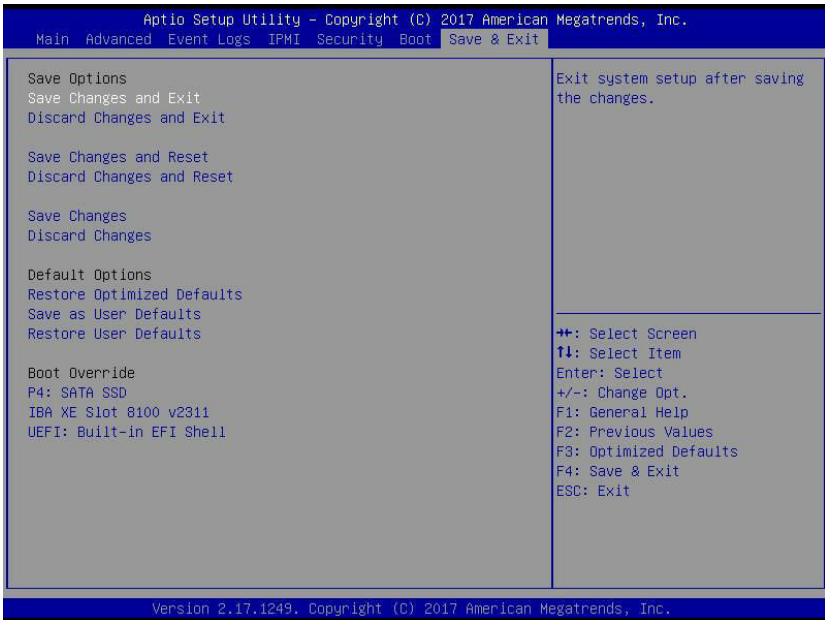 Aptio Setup Utility – Copyright (C) 2017 American Megatrends, Inc.
Main Advanced Event Logs IPMI Security Boot Save & Exit
Save Options
Save Changes and Exit
Discard Changes and Exit
Save Changes and Reset
Discard Changes and Reset
Save Changes
Discard Changes
Default Options
Restore Optimized Defaults
Save as User Defaults
Restore User Defaults
Boot Override
P4: SATA SSD
IBA XE Slot 8100 v2311
UEFI: Built-in EFI Shell
Exit system setup after saving
the changes.
→←: Select Screen
↑↓: Select Item
Enter: Select
+/-: Change Opt.
F1: General Help
F2: Previous Values
F3: Optimized Defaults
F4: Save & Exit
ESC: Exit
Version 2.17.1249. Copyright (C) 2017 American Megatrends, Inc.